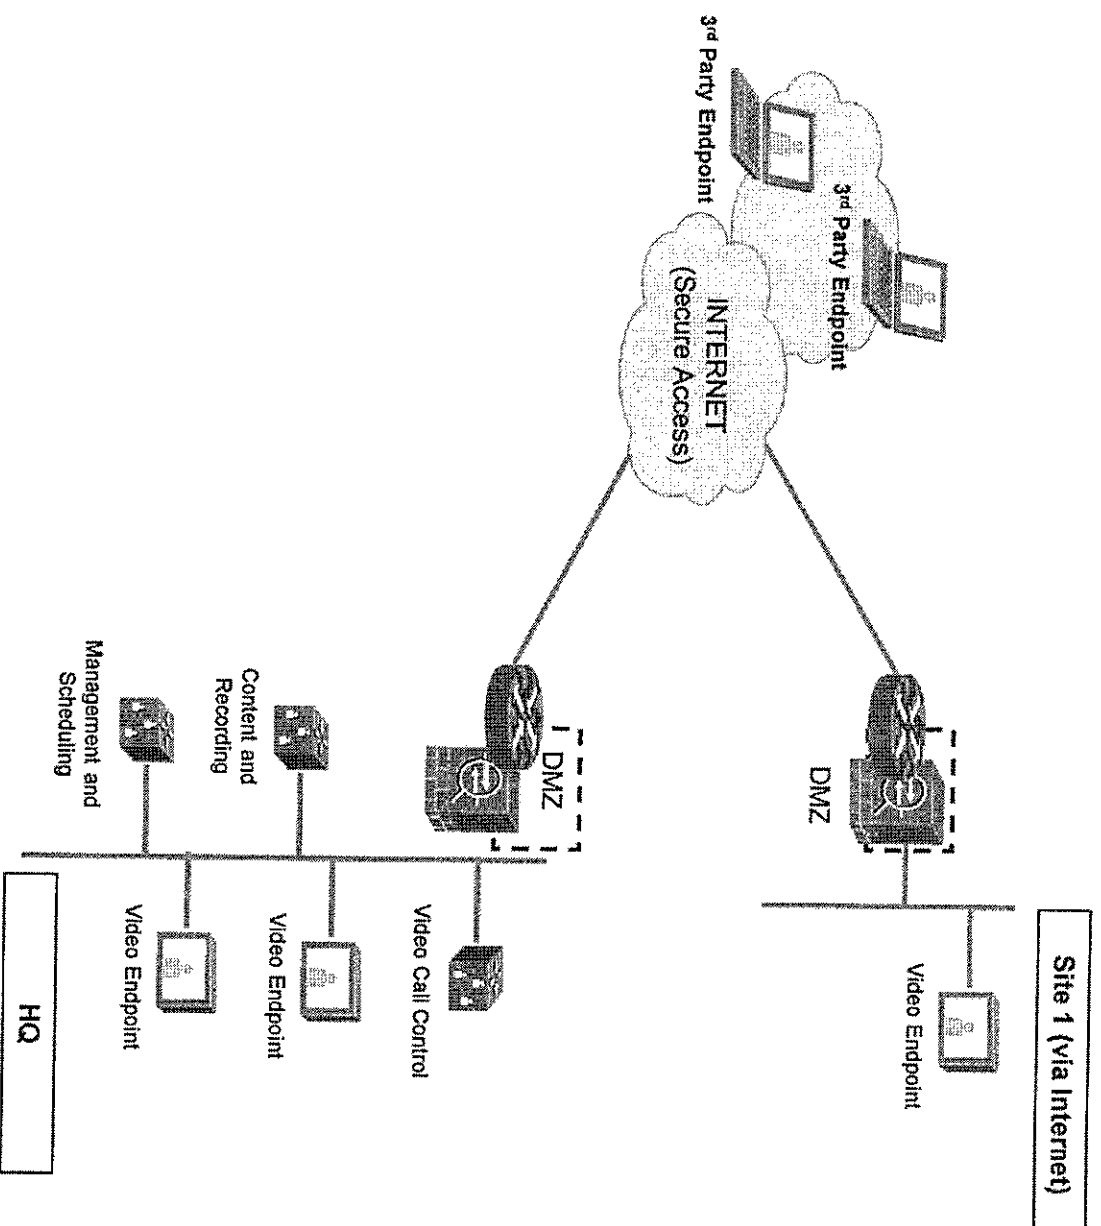 Site 1 (via Internet)
Video Endpoint
DMZ
3rd Party Endpoint
3rd Party Endpoint
INTERNET
(Secure Access)
DMZ
Video Call Control
Video Endpoint
Video Endpoint
Content and
Recording
Management and
Scheduling
HQ